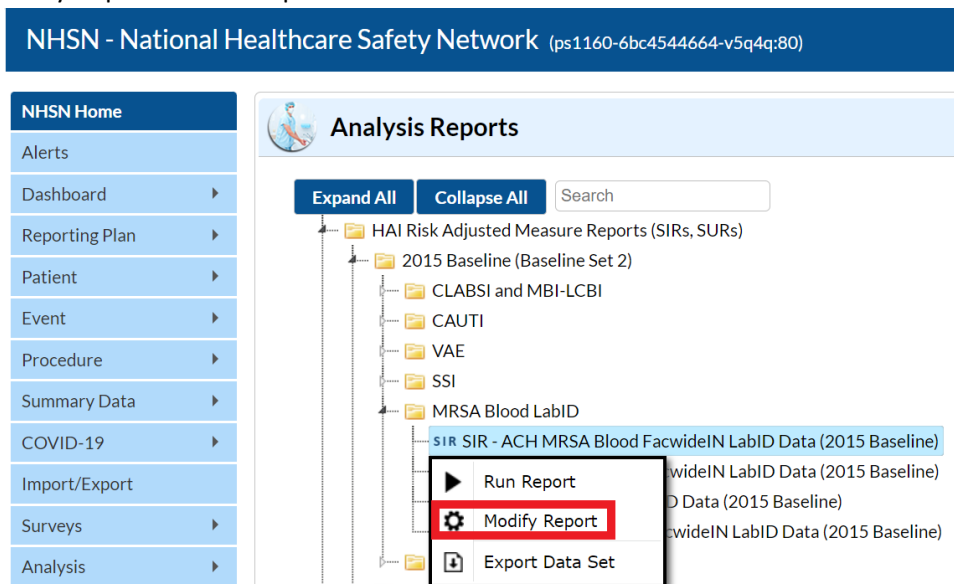 NHSN - National Healthcare Safety Network (ps1160-6bc4544664-v5q4q:80)
NHSN Home
Alerts
Dashboard
Reporting Plan
Patient
Event
Procedure
Summary Data
COVID-19
Import/Export
Surveys
Analysis
Analysis Reports
Expand All Collapse All Search
HAI Risk Adjusted Measure Reports (SIRs, SURs)
2015 Baseline (Baseline Set 2)
CLABSI and MBI-LCBI
CAUTI
VAE
SSI
MRSA Blood LabID
SIR SIR - ACH MRSA Blood FacwideIN LabID Data (2015 Baseline)
LabID Data (2015 Baseline)
Data (2015 Baseline)
LabID Data (2015 Baseline)
Run Report
Modify Report
Export Data Set